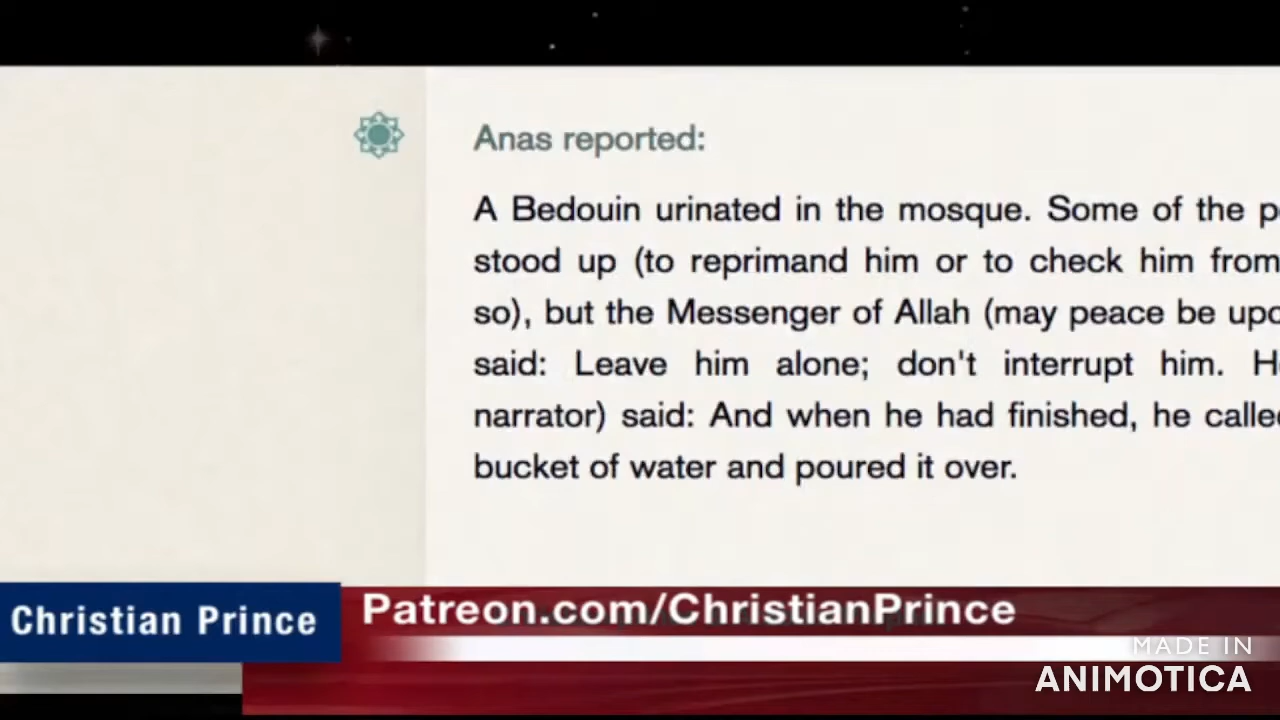 Anas reported:
A Bedouin urinated in the mosque. Some of the
stood up (to reprimand him or to check him from
so), but the Messenger of Allah (may peace be
said: Leave him alone; don't interrupt him.
narrator) said: And when he had finished, he
bucket of water and poured it over.
Christian Prince
Patreon.com/ChristianPrince
MADE IN
ANIMOTICA